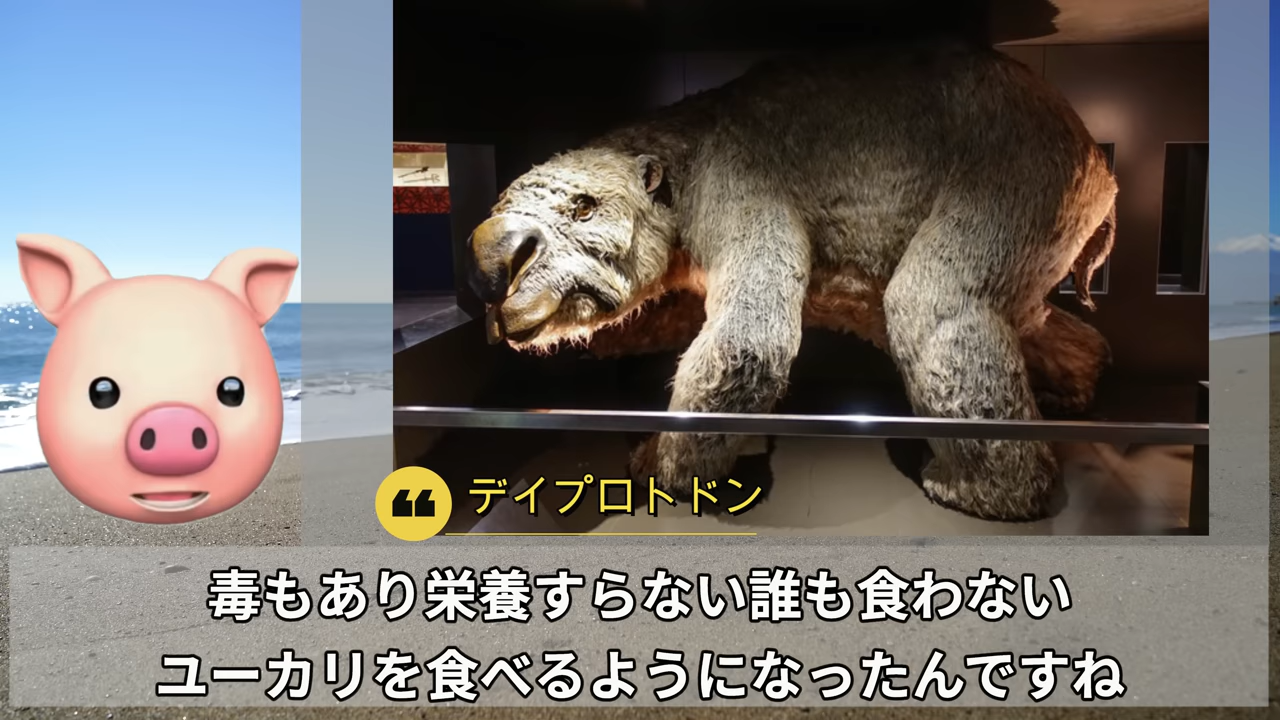 デイプロトドン
毒もあり栄養すらない誰も食わない
ユーカリを食べるようになったんですね